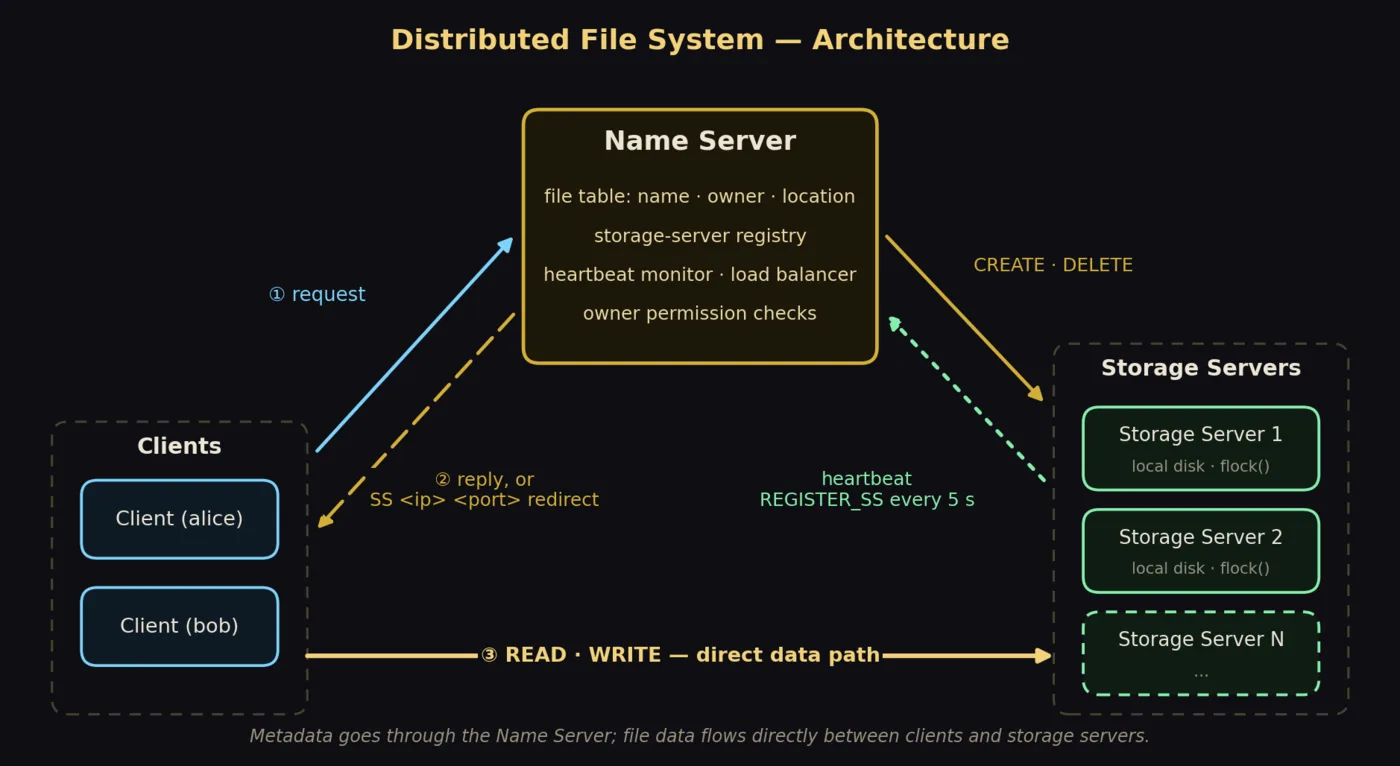 Distributed File System — Architecture
Name Server
file table: name · owner · location
storage-server registry
heartbeat monitor · load balancer
owner permission checks
① request
CREATE · DELETE
② reply, or
SS <ip> <port> redirect
heartbeat
REGISTER_SS every 5 s
Clients
Client (alice)
Client (bob)
Storage Servers
Storage Server 1
local disk · flock()
Storage Server 2
local disk · flock()
Storage Server N
...
③ READ · WRITE — direct data path
Metadata goes through the Name Server; file data flows directly between clients and storage servers.